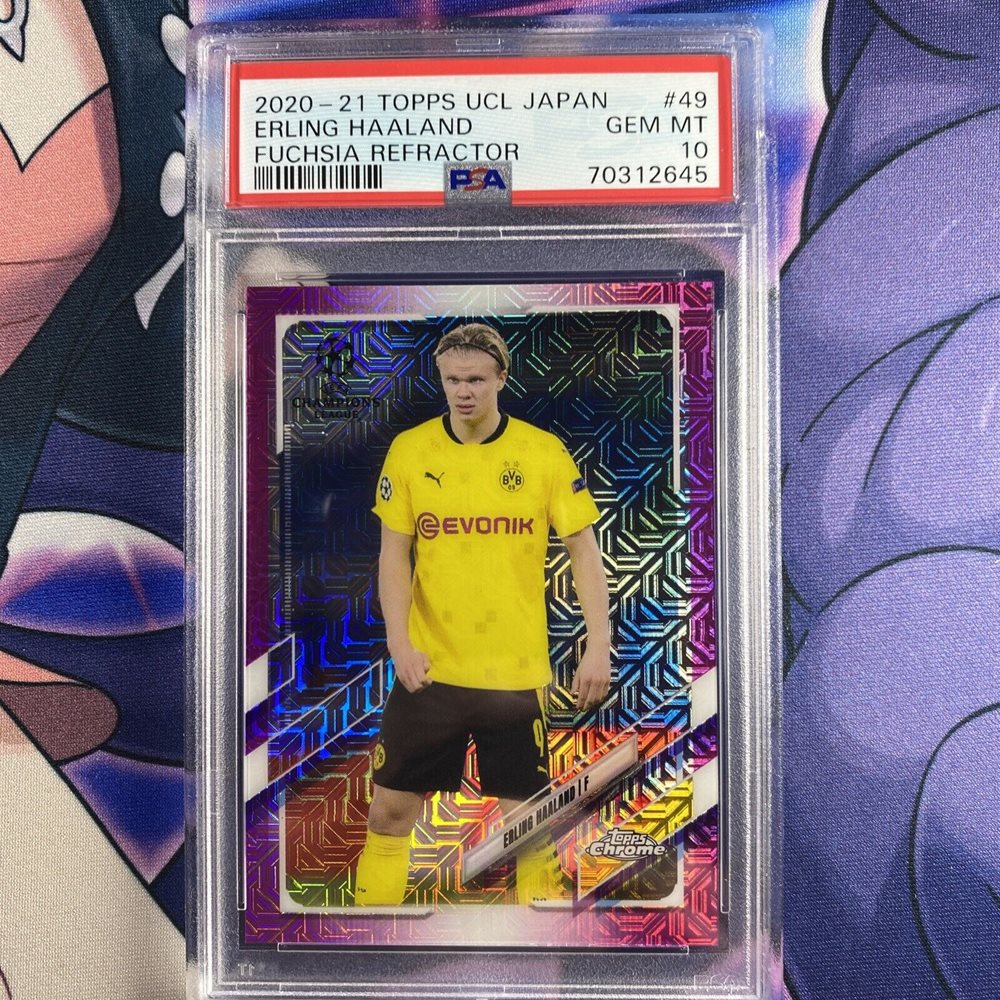 2020-21 TOPPS UCL JAPAN #49
ERLING HAALAND GEM MT
FUCHSIA REFRACTOR 10
PSA 70312645
CHAMPIONS
LEAGUE
BVB
09
EVONIK
9
ERLING HAALAND | F
topps
Chrome